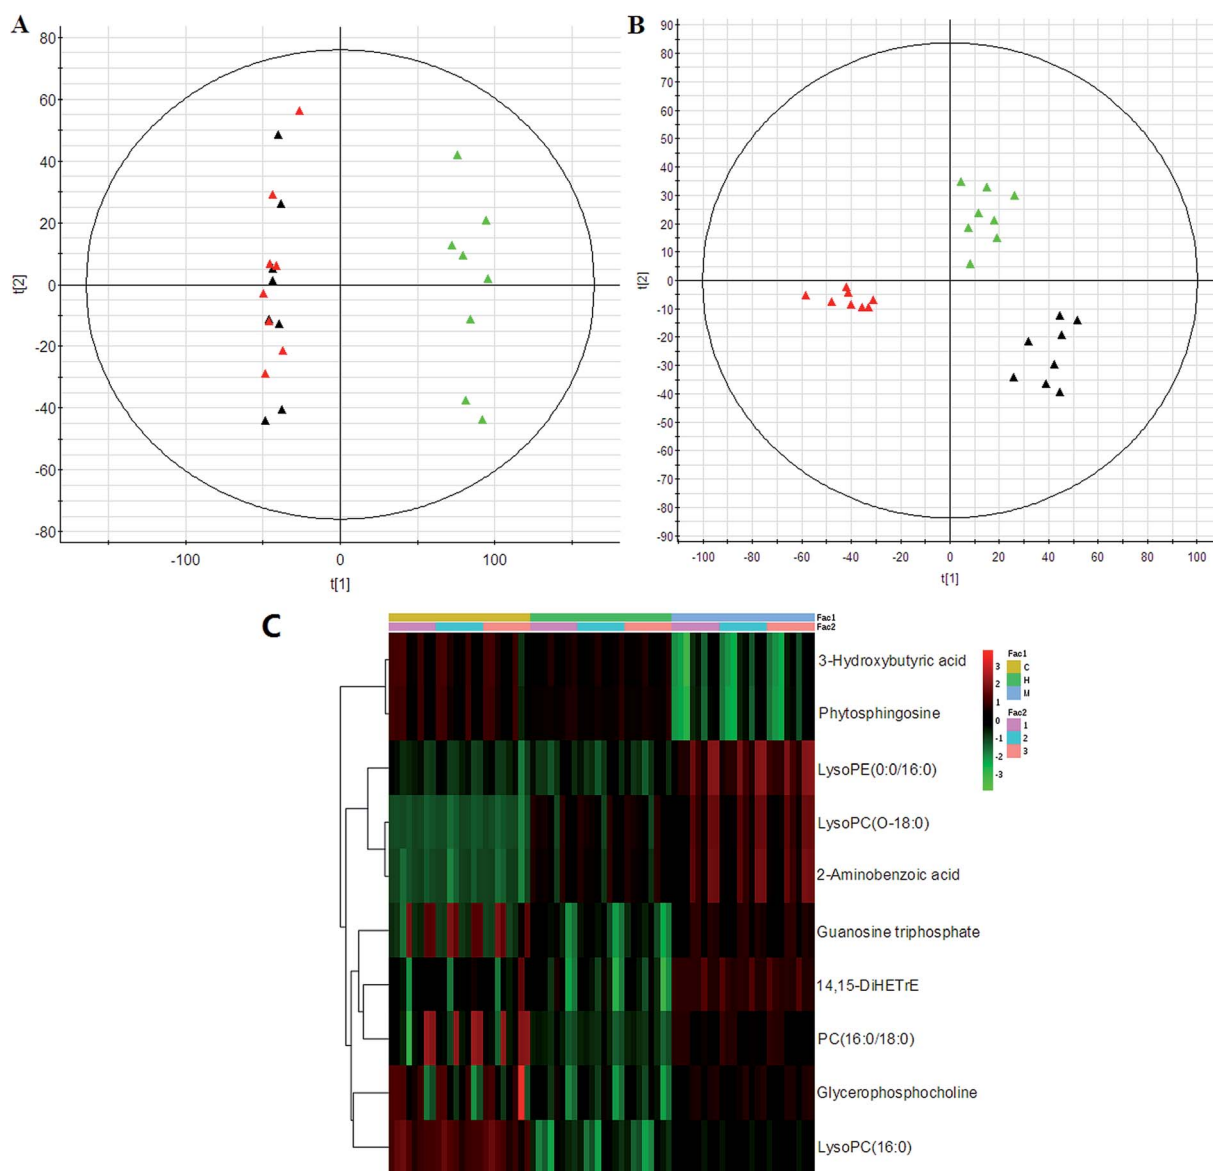 A
80
60
40
20
0
-20
-40
-60
-80
t[2]
-100
0
100
t[1]
B
90
80
70
60
50
40
30
20
10
0
-10
-20
-30
-40
-50
-60
-70
-80
-90
t[2]
-100
-80
-60
-40
-20
0
20
40
60
80
100
t[1]
C
Fac1
Fac2
3-Hydroxybutyric acid
Phytosphingosine
LysoPE(0:0/16:0)
LysoPC(O-18:0)
2-Aminobenzoic acid
Guanosine triphosphate
14,15-DiHETrE
PC(16:0/18:0)
Glycerophosphocholine
LysoPC(16:0)
3
2
1
0
-1
-2
-3
Fac1
C
H
M
Fac2
1
2
3